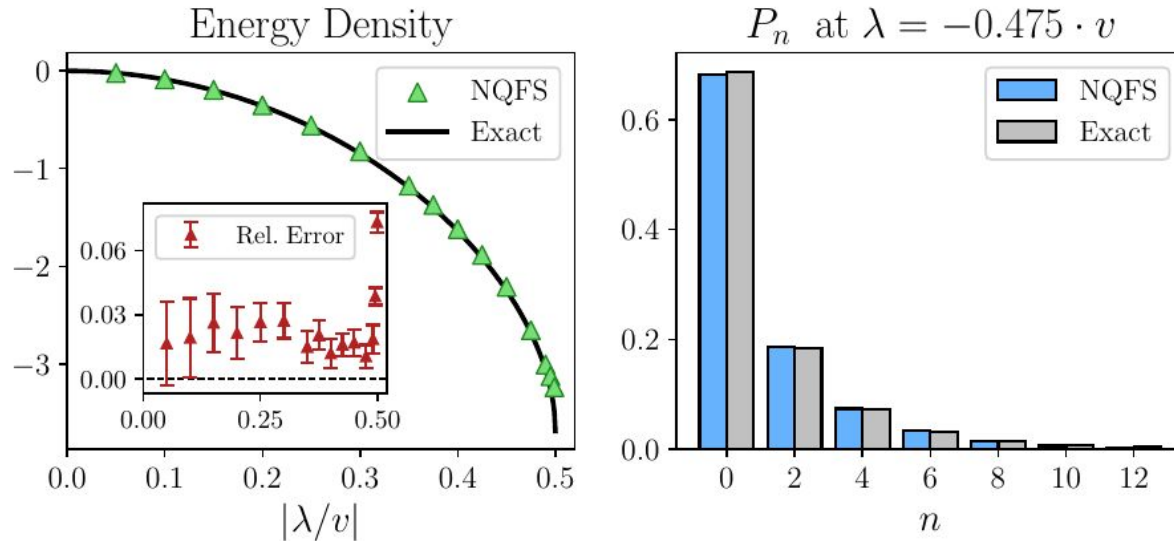 Energy Density
NQFS
Exact
0
−1
−2
−3
Rel. Error
0.06
0.03
0.00
0.00 0.25 0.50
0.0 0.1 0.2 0.3 0.4 0.5
|λ/v|
Pₙ at λ = −0.475 · v
NQFS
Exact
0.6
0.4
0.2
0.0
0 2 4 6 8 10 12
n